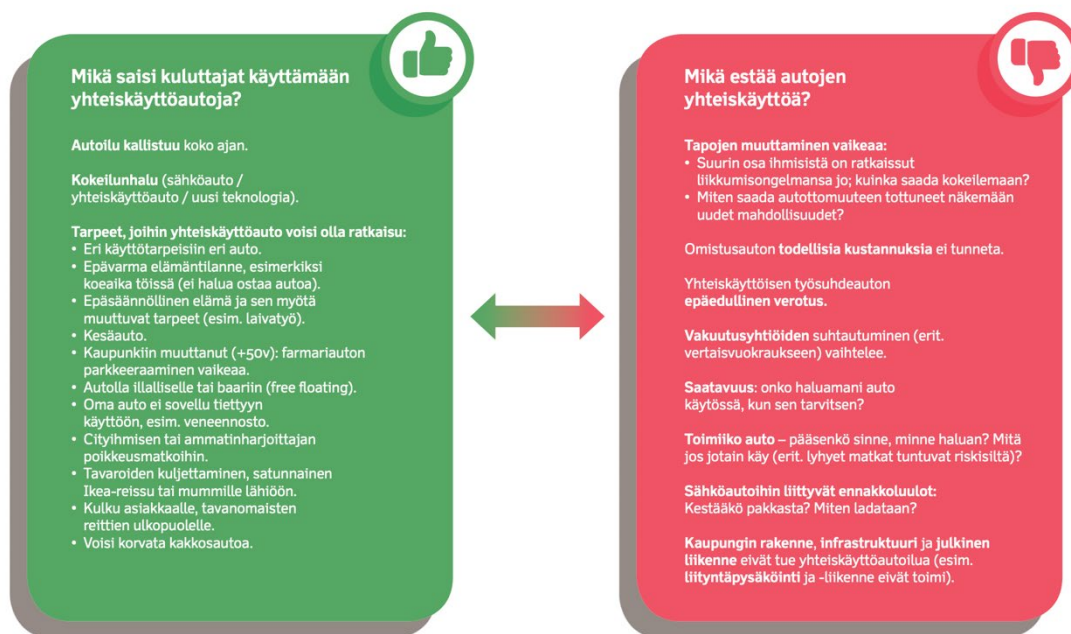 Mikä saisi kuluttajat käyttämään
yhteiskäyttöautoja?
Autoilu kallistuu koko ajan.
Kokeilunhalu (sähköauto /
yhteiskäyttöauto / uusi teknologia).
Tarpeet, joihin yhteiskäyttöauto voisi olla ratkaisu:
• Eri käyttötarpeisiin eri auto.
• Epävarma elämäntilanne, esimerkiksi
koeaika töissä (ei halua ostaa autoa).
• Epäsäännöllinen elämä ja sen myötä
muuttuvat tarpeet (esim. laivatyö).
• Kesäauto.
• Kaupunkiin muuttanut (+50v): farmariauton
parkkeeraaminen vaikeaa.
• Autolla illalliselle tai baariin (free floating).
• Oma auto ei sovellu tiettyyn
käyttöön, esim. veneennosto.
• Cityihmisen tai ammatinharjoittajan
poikkeusmatkoihin.
• Tavaroiden kuljettaminen, satunnainen
Ikea-reissu tai mummille lähiöön.
• Kulku asiakkaalle, tavanomaisten
reittien ulkopuolelle.
• Voisi korvata kakkosautoa.
Mikä estää autojen
yhteiskäyttöä?
Tapojen muuttaminen vaikeaa:
• Suurin osa ihmisistä on ratkaissut
liikkumisongelmansa jo; kuinka saada kokeilemaan?
• Miten saada autottomuuteen tottuneet näkemään
uudet mahdollisuudet?
Omistusauton todellisia kustannuksia ei tunneta.
Yhteiskäyttöisen työsuhdeauton
epäedullinen verotus.
Vakuutusyhtiöiden suhtautuminen (erit.
vertaisvuokraukseen) vaihtelee.
Saatavuus: onko haluamani auto
käytössä, kun sen tarvitsen?
Toimiiko auto – pääsenkö sinne, minne haluan? Mitä
jos jotain käy (erit. lyhyet matkat tuntuvat riskisiltä)?
Sähköautoihin liittyvät ennakkoluulot:
Kestääkö pakkasta? Miten ladataan?
Kaupungin rakenne, infrastruktuuri ja julkinen
liikenne eivät tue yhteiskäyttöautoilua (esim.
liityntäpysäköinti ja -liikenne eivät toimi).